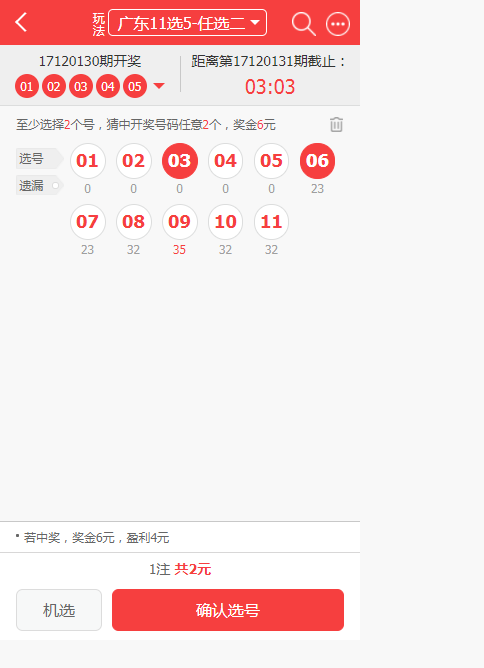 玩法 广东11选5-任选二
17120130期开奖 距离第17120131期截止：
01 02 03 04 05 03:03
至少选择2个号，猜中开奖号码任意2个，奖金6元
选号 01 02 03 04 05 06
遗漏 0 0 0 0 0 23
07 08 09 10 11
23 32 35 32 32
• 若中奖，奖金6元，盈利4元
1注 共2元
机选 确认选号